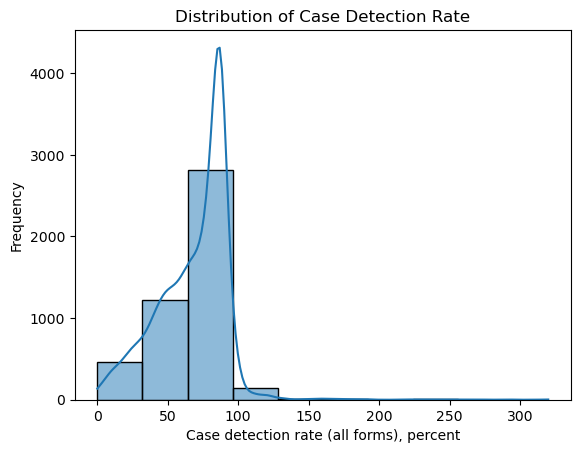 Distribution of Case Detection Rate
Frequency
4000
3000
2000
1000
0
0 50 100 150 200 250 300
Case detection rate (all forms), percent